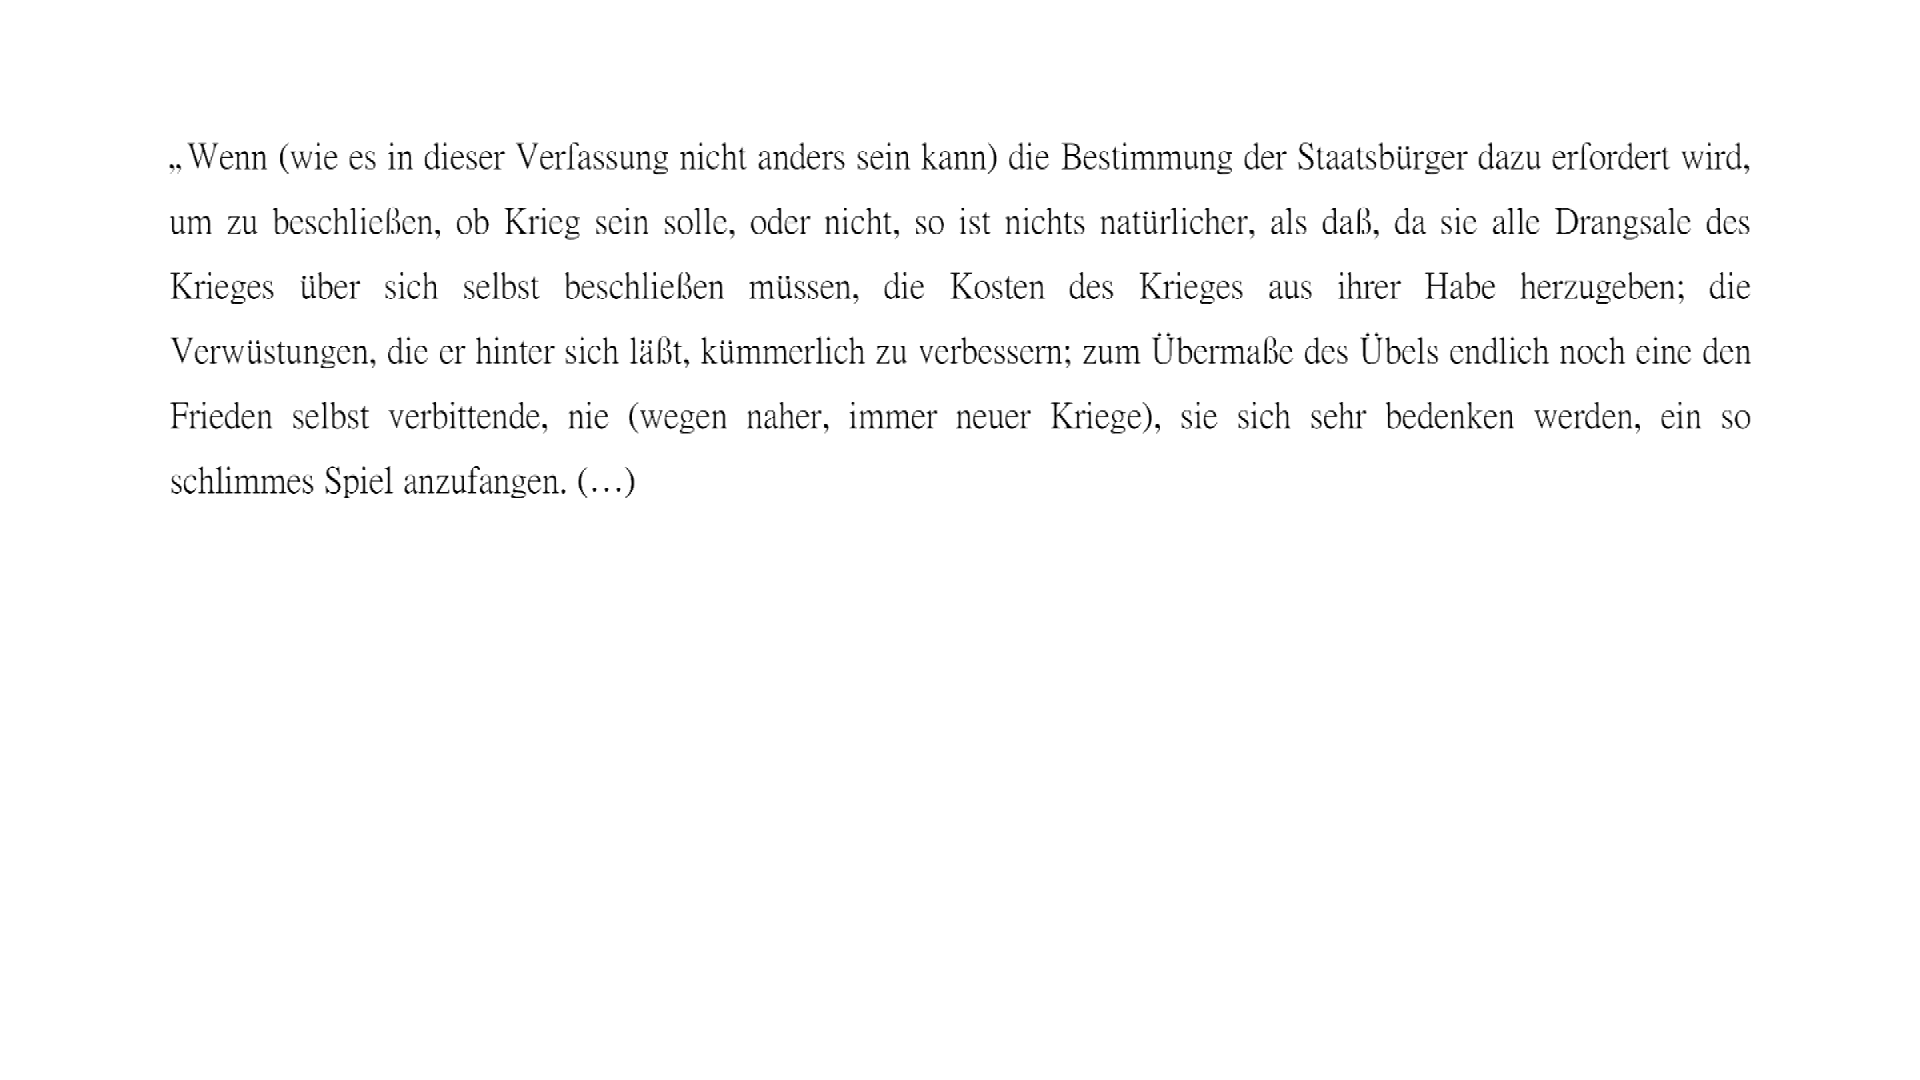 „Wenn (wie es in dieser Verfassung nicht anders sein kann) die Bestimmung der Staatsbürger dazu erfordert wird,
um zu beschließen, ob Krieg sein solle, oder nicht, so ist nichts natürlicher, als daß, da sie alle Drangsale des
Krieges über sich selbst beschließen müssen, die Kosten des Krieges aus ihrer Habe herzugeben; die
Verwüstungen, die er hinter sich läßt, kümmerlich zu verbessern; zum Übermaße des Übels endlich noch eine den
Frieden selbst verbittende, nie (wegen naher, immer neuer Kriege), sie sich sehr bedenken werden, ein so
schlimmes Spiel anzufangen. (…)